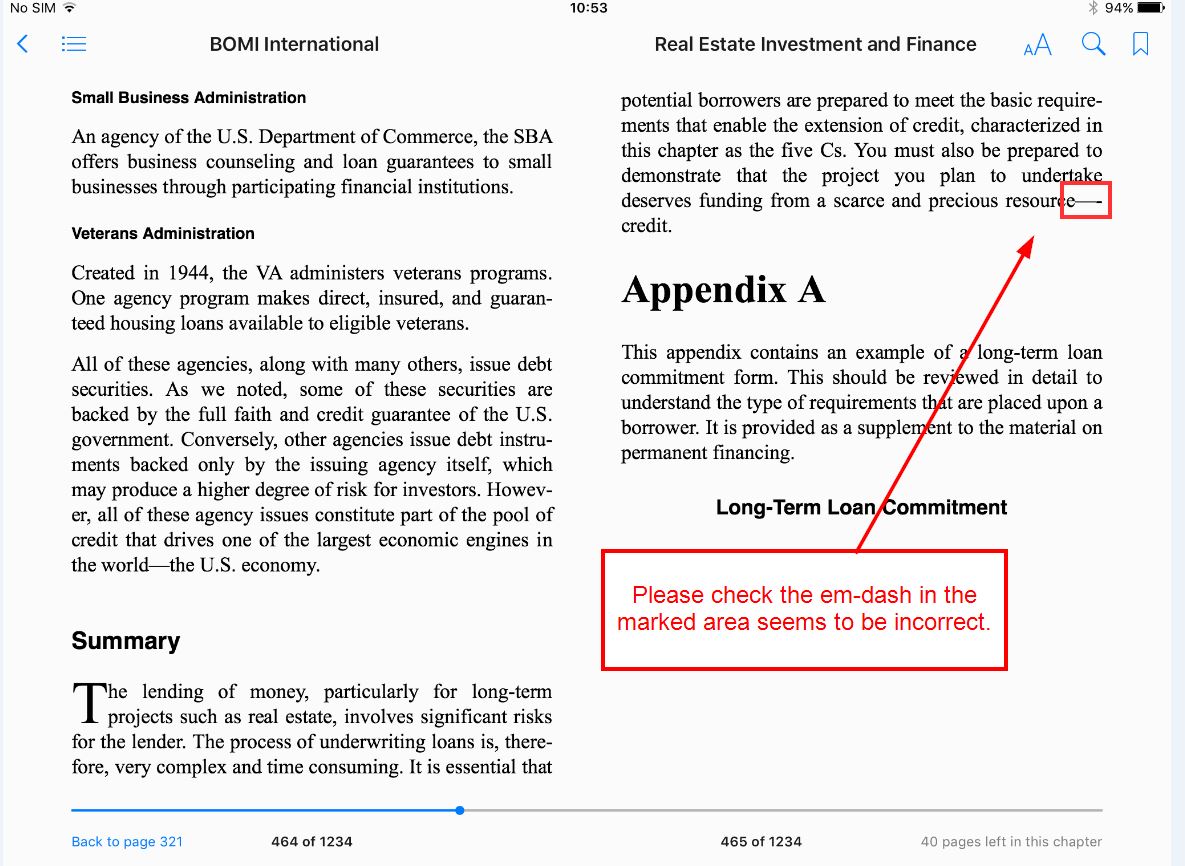 No SIM 10:53 94%
BOMI International
Real Estate Investment and Finance
AA
Small Business Administration
An agency of the U.S. Department of Commerce, the SBA
offers business counseling and loan guarantees to small
businesses through participating financial institutions.
Veterans Administration
Created in 1944, the VA administers veterans programs.
One agency program makes direct, insured, and guaran-
teed housing loans available to eligible veterans.
All of these agencies, along with many others, issue debt
securities. As we noted, some of these securities are
backed by the full faith and credit guarantee of the U.S.
government. Conversely, other agencies issue debt instru-
ments backed only by the issuing agency itself, which
may produce a higher degree of risk for investors. Howev-
er, all of these agency issues constitute part of the pool of
credit that drives one of the largest economic engines in
the world—the U.S. economy.
Summary
The lending of money, particularly for long-term
projects such as real estate, involves significant risks
for the lender. The process of underwriting loans is, there-
fore, very complex and time consuming. It is essential that
potential borrowers are prepared to meet the basic require-
ments that enable the extension of credit, characterized in
this chapter as the five Cs. You must also be prepared to
demonstrate that the project you plan to undertake
deserves funding from a scarce and precious resource—-
credit.
Appendix A
This appendix contains an example of a long-term loan
commitment form. This should be reviewed in detail to
understand the type of requirements that are placed upon a
borrower. It is provided as a supplement to the material on
permanent financing.
Long-Term Loan Commitment
Please check the em-dash in the
marked area seems to be incorrect.
Back to page 321
464 of 1234
465 of 1234
40 pages left in this chapter